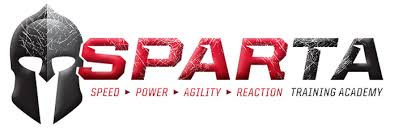 SPARTA
SPEED ▸ POWER ▸ AGILITY ▸ REACTION TRAINING ACADEMY